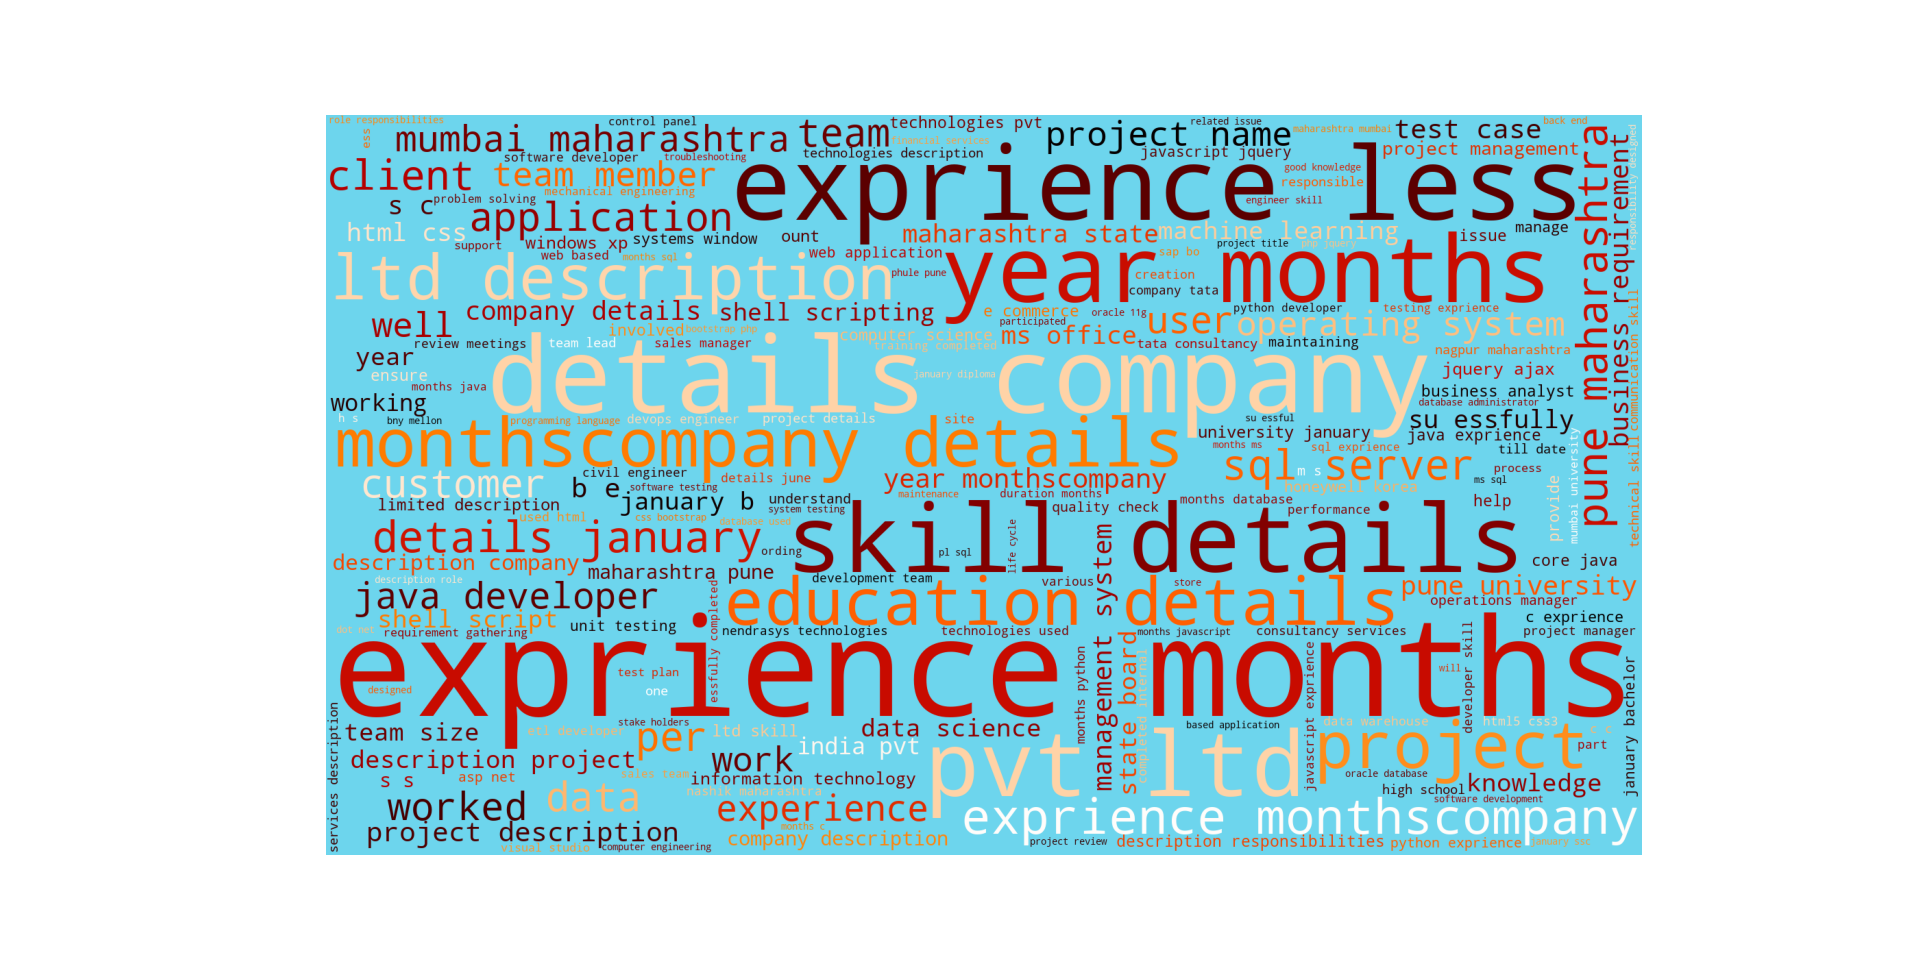 role responsibilities
control panel
technologies pvt
related issue
back end
ess
mumbai maharashtra
team
financial services
project name
maharashtra mumbai
test case
software developer
troubleshooting
technologies description
javascript jquery
project management
client
team member
exprience less
good knowledge
responsible
mechanical engineering
problem solving
s c
application
engineer skill
pune maharashtra
business requirement
responsibility designed
html css
support
windows xp
systems window
ount
maharashtra state
machine learning
issue
manage
web based
months sql
web application
project title
php jquery
sap bo
ltd description
phule pune
year months
creation
company tata
company details
shell scripting
e commerce
oracle 11g
python developer
testing exprience
well
involved
bootstrap php
computer science
participated
ms office
user
operating system
review meetings
team lead
sales manager
training completed
tata consultancy
maintaining
nagpur maharashtra
year
ensure
details company
january diploma
jquery ajax
months java
business analyst
database administrator
communication skill
working
h s
bny mellon
programming language
devops engineer
project details
site
su essful
su essfully
university january
java exprience
monthscompany details
months ms
sql exprience
till date
civil engineer
details june
year monthscompany
sql server
m s
process
ms sql
customer
b e
software testing
maintenance
duration months
honeywell korea
january b
understand
months database
help
provide
mumbai university
technical skill
limited description
system testing
quality check
performance
used html
css bootstrap
database used
details january
ording
skill details
pl sql
life cycle
management system
core java
description company
description role
maharashtra pune
development team
various
store
pune university
java developer
education details
operations manager
shell script
unit testing
c exprience
dot net
requirement gathering
essfully completed
nendrasys technologies
technologies used
months javascript
consultancy services
project manager
exprience months
test plan
will
developer skill
designed
one
months python
state board
completed internal
javascript exprience
january bachelor
services description
stake holders
based application
data warehouse
html5 css3
c c
team size
etl developer
per
ltd skill
data science
india pvt
pvt ltd
project
part
description project
work
s s
asp net
sales team
information technology
oracle database
high school
knowledge
nashik maharashtra
software development
worked
data
experience
exprience monthscompany
project description
months c
company description
visual studio
computer engineering
project review
description responsibilities
python exprience
january ssc